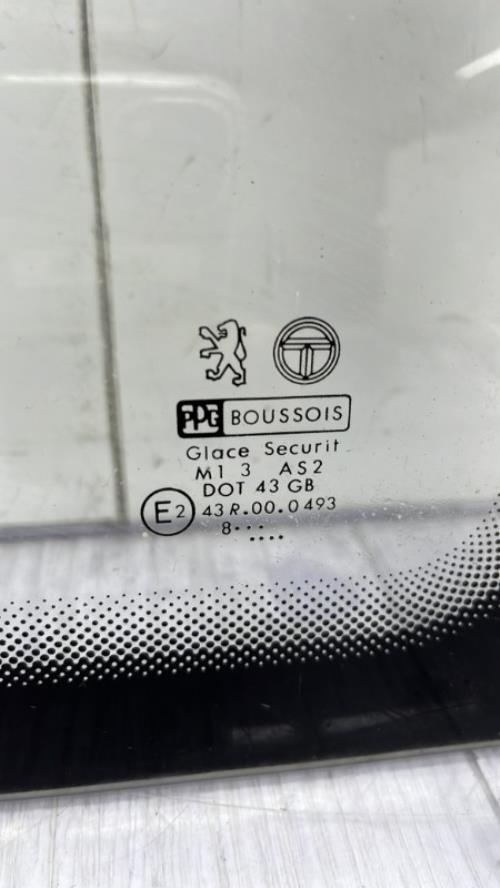 PPG BOUSSOIS
Glace Securit
M1 3 AS2
DOT 43 GB
E2 43R.00.0493
8...
....